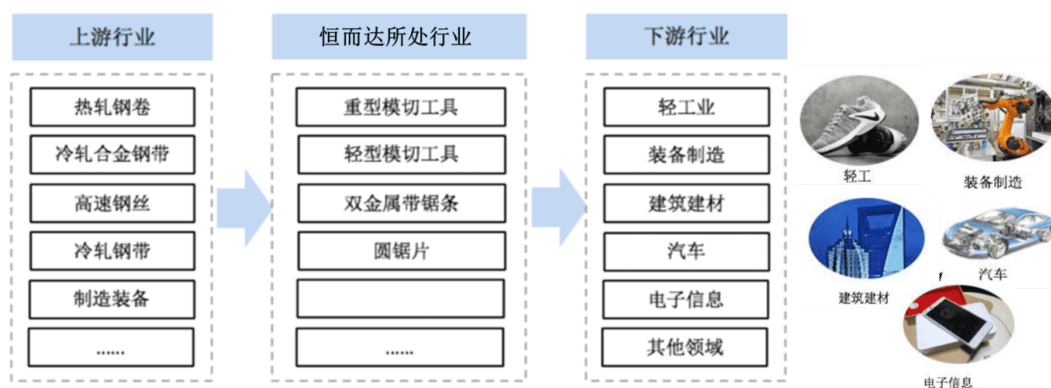 上游行业
热轧钢卷
冷轧合金钢带
高速钢丝
冷轧钢带
制造装备
......
恒而达所处行业
重型模切工具
轻型模切工具
双金属带锯条
圆锯片
......
下游行业
轻工业
装备制造
建筑建材
汽车
电子信息
其他领域
轻工
装备制造
建筑建材
汽车
电子信息